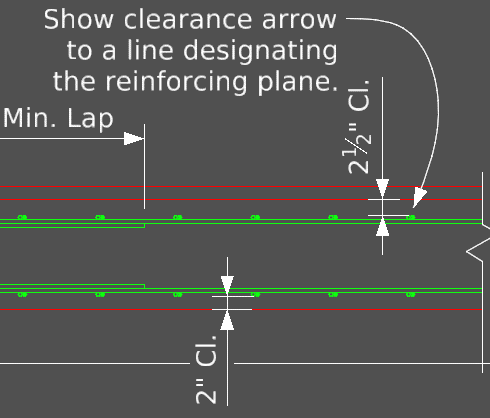 Show clearance arrow
to a line designating
the reinforcing plane.
Min. Lap
2½" Cl.
2" Cl.